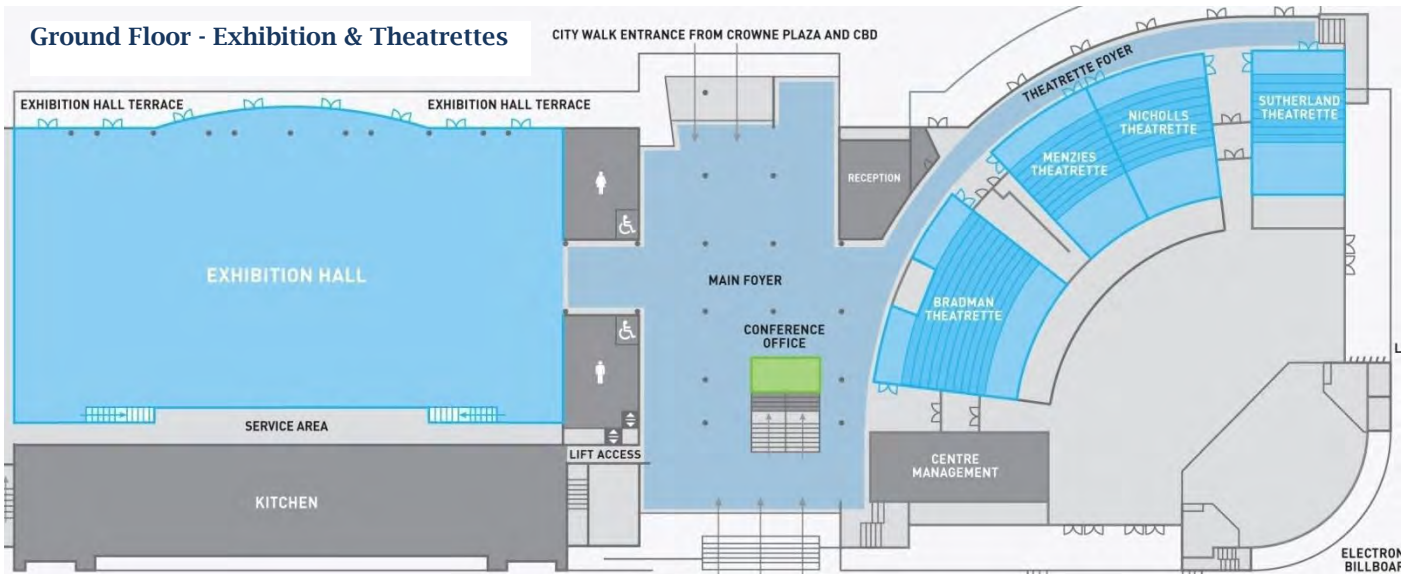 Ground Floor - Exhibition & Theatrettes
CITY WALK ENTRANCE FROM CROWNE PLAZA AND CBD
EXHIBITION HALL TERRACE
EXHIBITION HALL TERRACE
THEATRETTE FOYER
SUTHERLAND
THEATRETTE
NICHOLLS
THEATRETTE
MENZIES
THEATRETTE
RECEPTION
EXHIBITION HALL
MAIN FOYER
BRADMAN
THEATRETTE
CONFERENCE
OFFICE
L
SERVICE AREA
LIFT ACCESS
CENTRE
MANAGEMENT
KITCHEN
ELECTRON
BILLBOAR